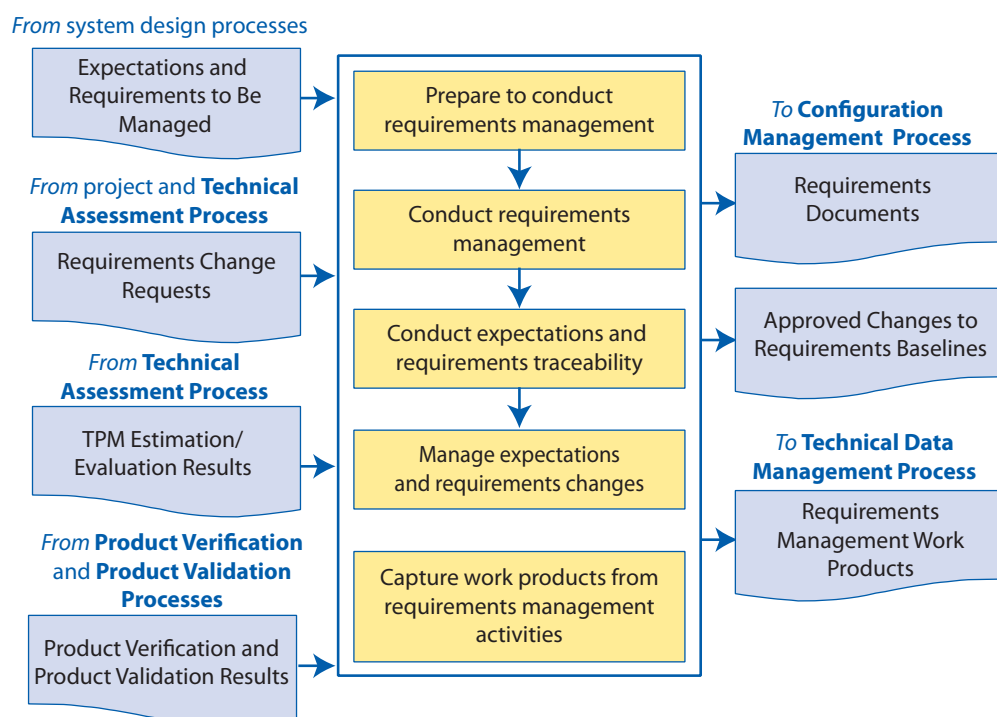 From system design processes
Expectations and
Requirements to Be
Managed
From project and Technical
Assessment Process
Requirements Change
Requests
From Technical
Assessment Process
TPM Estimation/
Evaluation Results
From Product Verification
and Product Validation
Processes
Product Verification and
Product Validation Results
Prepare to conduct
requirements management
Conduct requirements
management
Conduct expectations and
requirements traceability
Manage expectations
and requirements changes
Capture work products from
requirements management
activities
To Configuration
Management Process
Requirements
Documents
Approved Changes to
Requirements Baselines
To Technical Data
Management Process
Requirements
Management Work
Products